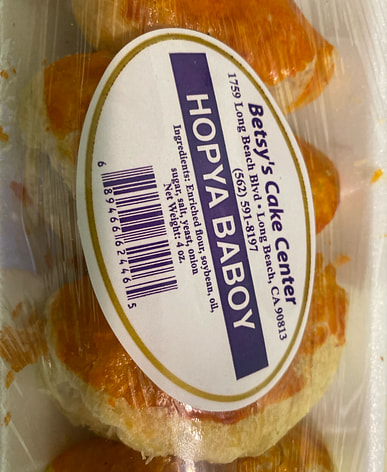 Betsy's Cake Center
1759 Long Beach Blvd • Long Beach, CA 90813
(562) 591-8197
HOPYA BABOY
Ingredients: Enriched flour, soybean, oil,
sugar, salt, yeast, onion
Net Weight: 4 oz.
6 89466 62446 5